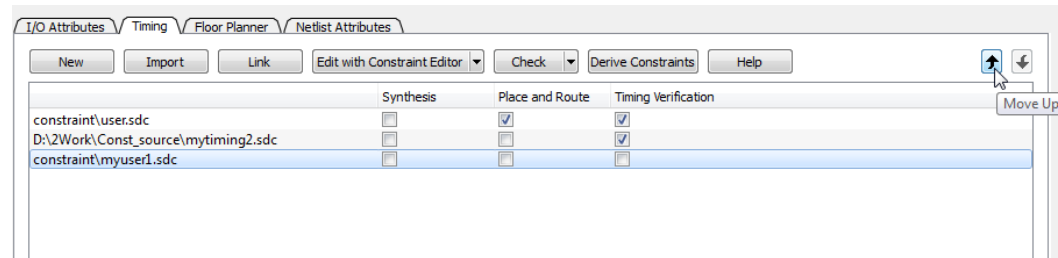 I/O Attributes Timing Floor Planner Netlist Attributes
New Import Link Edit with Constraint Editor Check Derive Constraints Help
Move Up
Synthesis Place and Route Timing Verification
constraint\user.sdc
D:\2Work\Const_source\mytiming2.sdc
constraint\myuser1.sdc